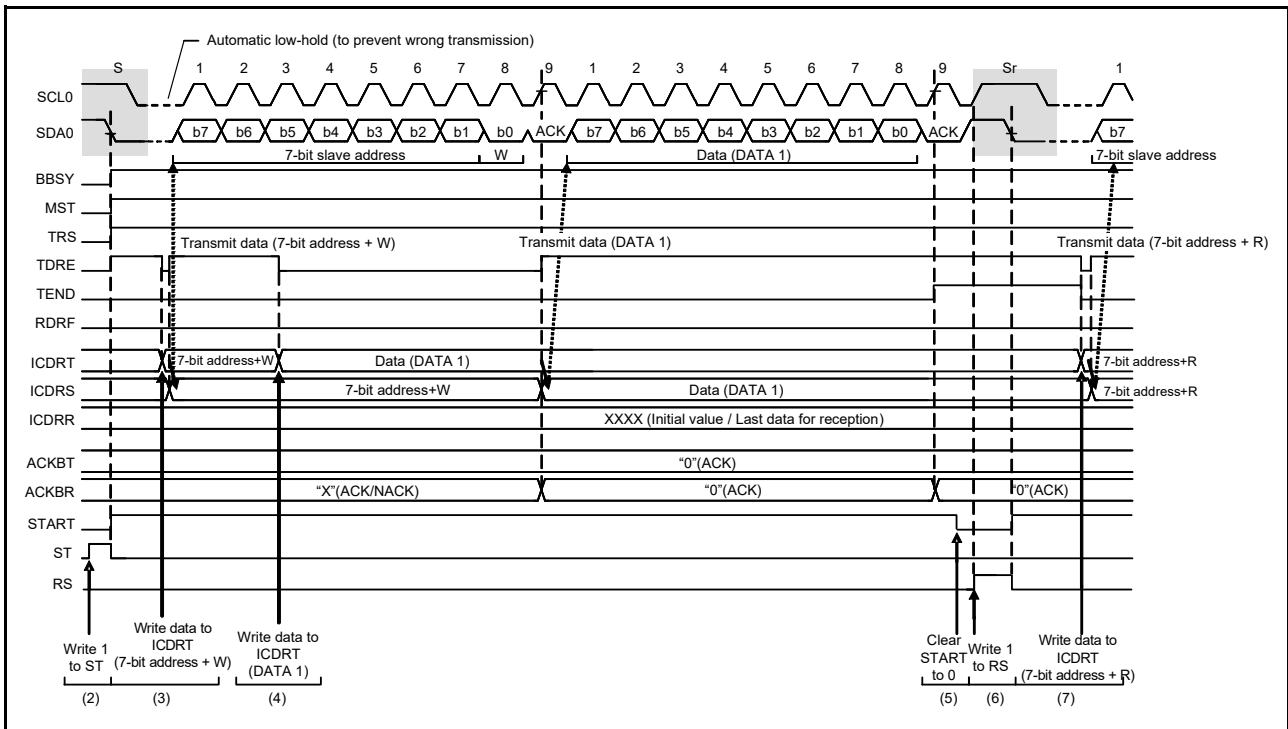 Automatic low-hold (to prevent wrong transmission)
S 1 2 3 4 5 6 7 8 9 1 2 3 4 5 6 7 8 9 Sr 1
SCL0
SDA0 b7 b6 b5 b4 b3 b2 b1 b0 ACK b7 b6 b5 b4 b3 b2 b1 b0 ACK b7
7-bit slave address W Data (DATA 1) 7-bit slave address
BBSY
MST
TRS
Transmit data (7-bit address + W) Transmit data (DATA 1) Transmit data (7-bit address + R)
TDRE
TEND
RDRF
ICDRT 7-bit address+W Data (DATA 1) 7-bit address+R
ICDRS 7-bit address+W Data (DATA 1) 7-bit address+R
ICDRR XXXX (Initial value / Last data for reception)
ACKBT “0”(ACK)
ACKBR “X”(ACK/NACK) “0”(ACK) “0”(ACK)
START
ST
RS
Write 1
to ST
Write data to
ICDRT
(7-bit address + W)
Write data to
ICDRT
(DATA 1)
Clear
START
to 0
Write 1
to RS
Write data to
ICDRT
(7-bit address + R)
(2) (3) (4) (5) (6) (7)